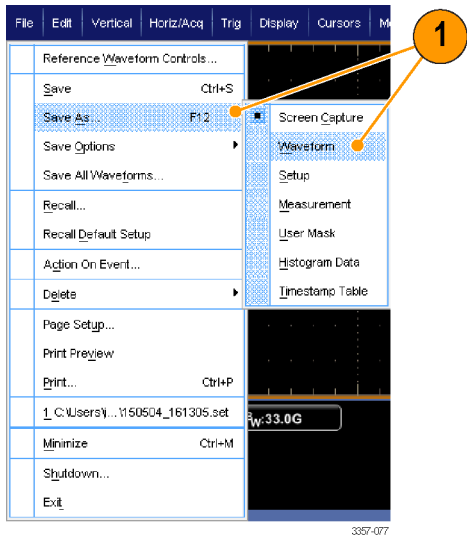 File Edit Vertical Horiz/Acq Trig Display Cursors
1
Reference Waveform Controls...
Save Ctrl+S
Save As... F12
Screen Capture
Save Options
Waveform
Save All Waveforms...
Setup
Recall...
Measurement
Recall Default Setup
User Mask
Action On Event...
Histogram Data
Delete
Timestamp Table
Page Setup...
Print Preview
Print... Ctrl+P
1 C:\Users\j...\150504_161305.set
W:33.0G
Minimize Ctrl+M
Shutdown...
Exit
3357-077